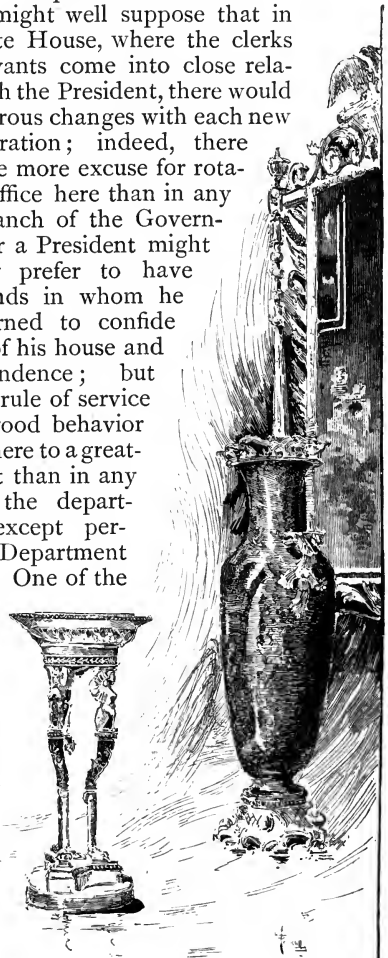 might well suppose that in
te House, where the clerks
vants come into close rela-
h the President, there would
rous changes with each new
ration; indeed, there
e more excuse for rota-
ffice here than in any
anch of the Govern-
r a President might
prefer to have
nds in whom he
rned to confide
f his house and
ndence; but
rule of service
ood behavior
here to a great-
t than in any
the depart-
xcept per-
Department
One of the